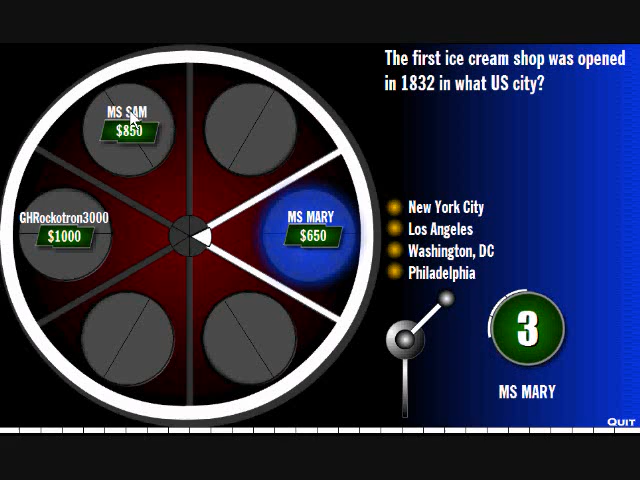 The first ice cream shop was opened
in 1832 in what US city?
MS SAM
$850
GHRockotron3000
$1000
MS MARY
$650
New York City
Los Angeles
Washington, DC
Philadelphia
3
MS MARY
QUIT